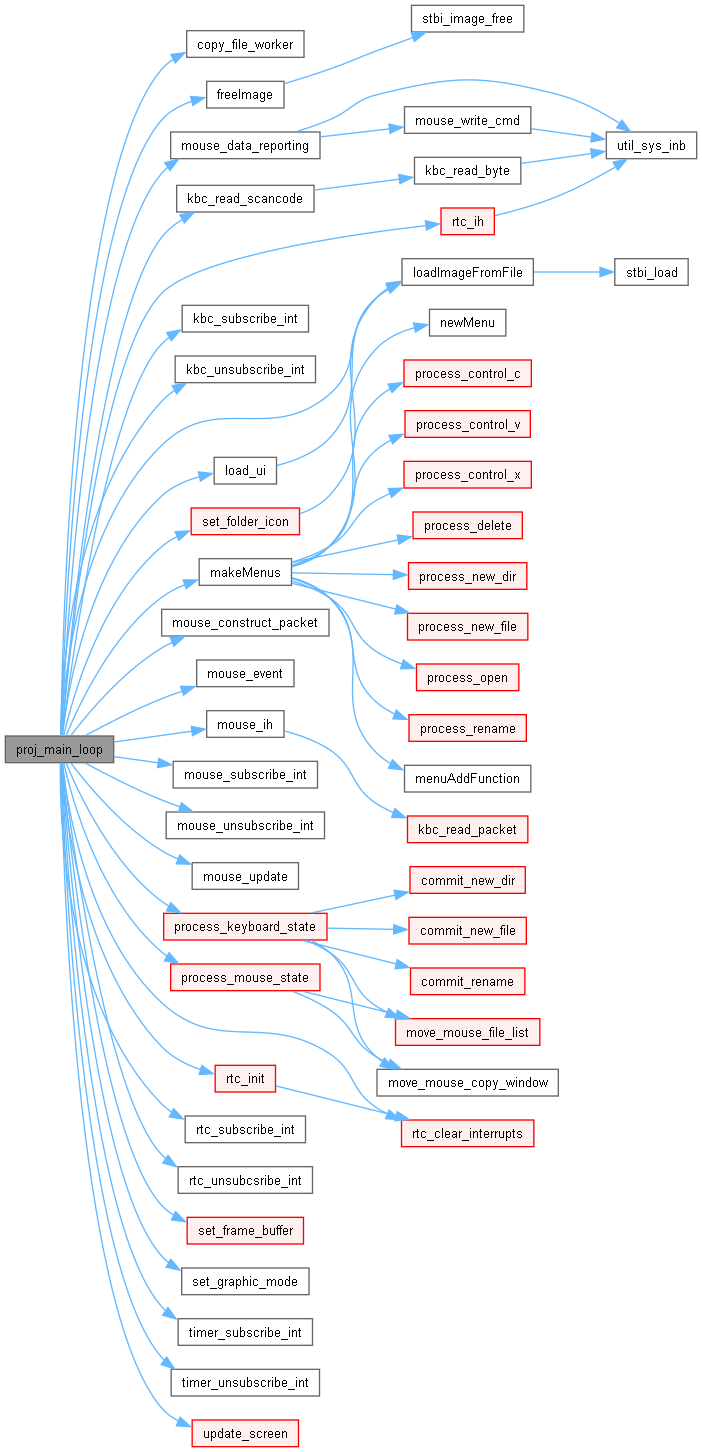 stbi_image_free
copy_file_worker
freeImage
mouse_write_cmd
mouse_data_reporting
util_sys_inb
kbc_read_byte
kbc_read_scancode
rtc_ih
loadImageFromFile
stbi_load
kbc_subscribe_int
newMenu
kbc_unsubscribe_int
process_control_c
process_control_v
load_ui
process_control_x
set_folder_icon
process_delete
makeMenus
process_new_dir
mouse_construct_packet
process_new_file
mouse_event
process_open
mouse_ih
process_rename
proj_main_loop
mouse_subscribe_int
menuAddFunction
mouse_unsubscribe_int
kbc_read_packet
mouse_update
commit_new_dir
process_keyboard_state
commit_new_file
process_mouse_state
commit_rename
move_mouse_file_list
rtc_init
move_mouse_copy_window
rtc_subscribe_int
rtc_clear_interrupts
rtc_unsubcsribe_int
set_frame_buffer
set_graphic_mode
timer_subscribe_int
timer_unsubscribe_int
update_screen